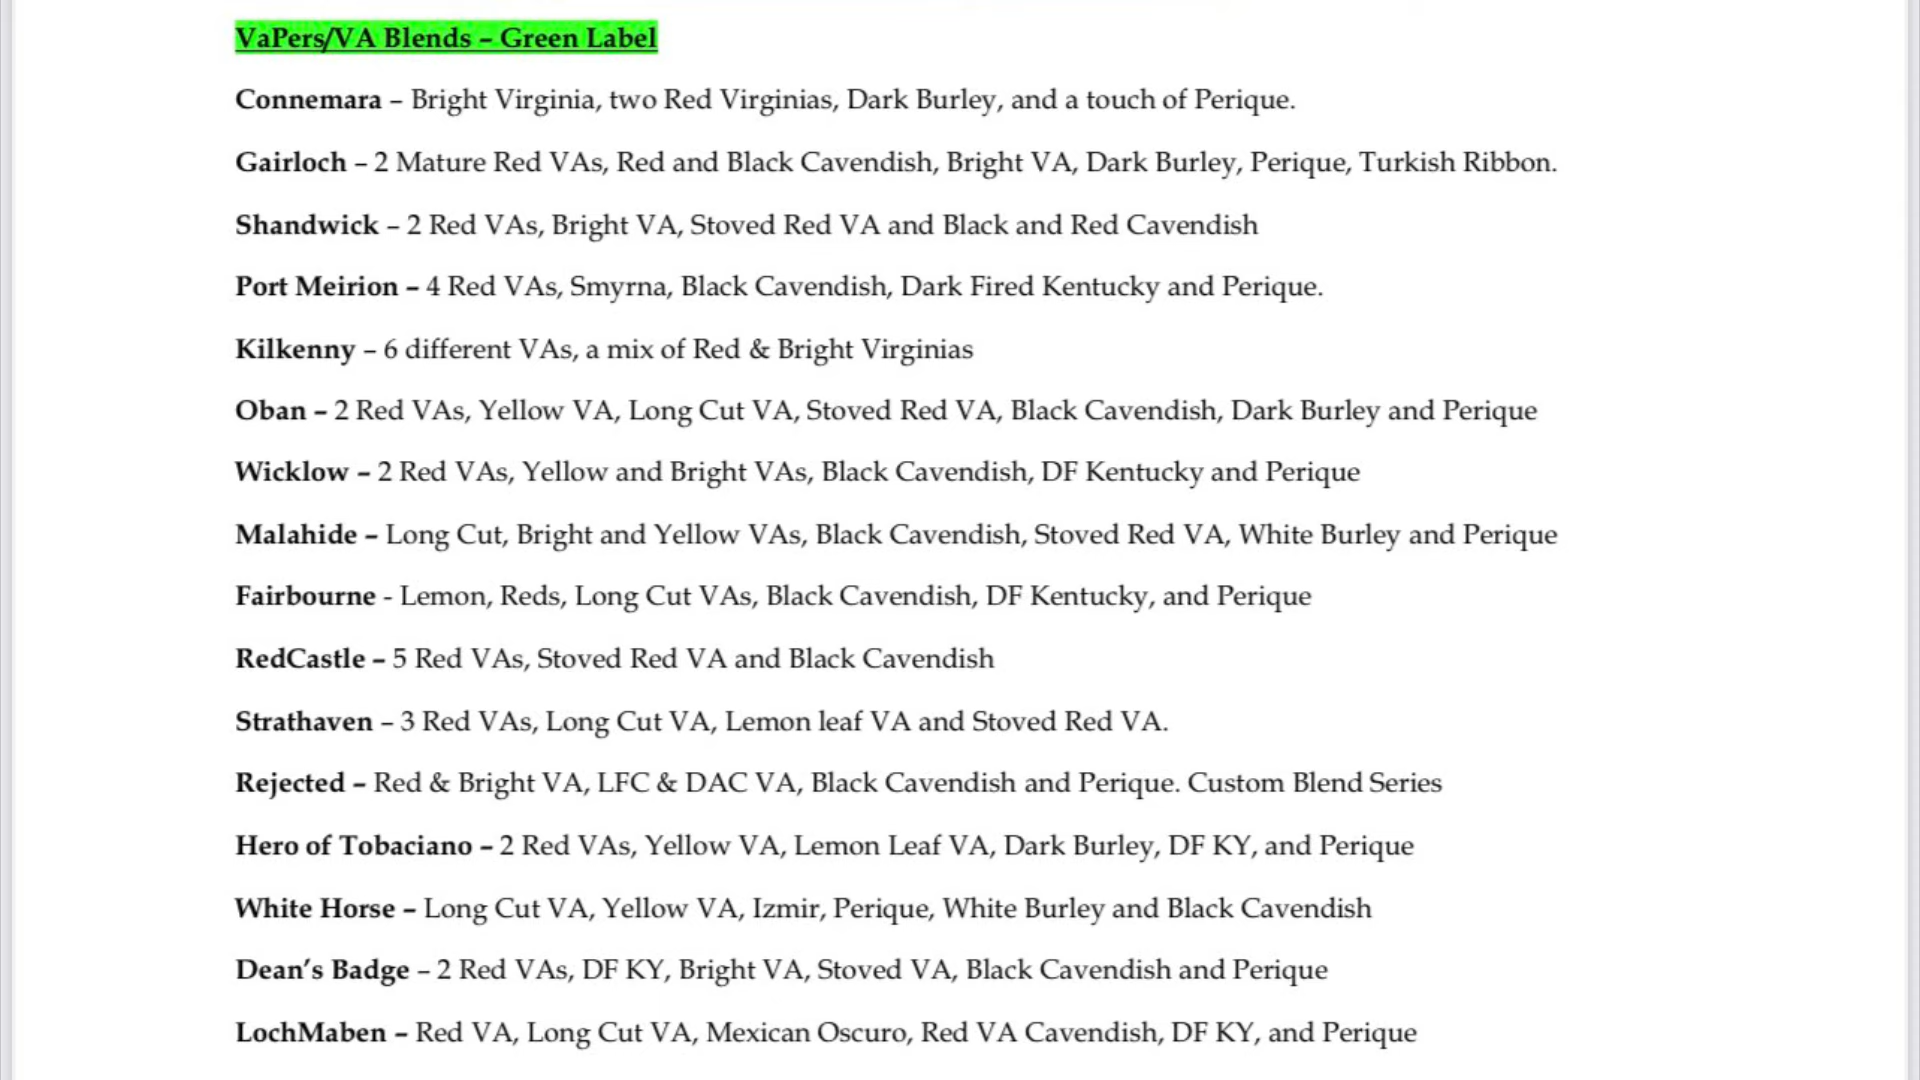 VaPers/VA Blends – Green Label
Connemara – Bright Virginia, two Red Virginias, Dark Burley, and a touch of Perique.
Gairloch – 2 Mature Red VAs, Red and Black Cavendish, Bright VA, Dark Burley, Perique, Turkish Ribbon.
Shandwick – 2 Red VAs, Bright VA, Stoved Red VA and Black and Red Cavendish
Port Meirion – 4 Red VAs, Smyrna, Black Cavendish, Dark Fired Kentucky and Perique.
Kilkenny – 6 different VAs, a mix of Red & Bright Virginias
Oban – 2 Red VAs, Yellow VA, Long Cut VA, Stoved Red VA, Black Cavendish, Dark Burley and Perique
Wicklow – 2 Red VAs, Yellow and Bright VAs, Black Cavendish, DF Kentucky and Perique
Malahide – Long Cut, Bright and Yellow VAs, Black Cavendish, Stoved Red VA, White Burley and Perique
Fairbourne - Lemon, Reds, Long Cut VAs, Black Cavendish, DF Kentucky, and Perique
RedCastle – 5 Red VAs, Stoved Red VA and Black Cavendish
Strathaven – 3 Red VAs, Long Cut VA, Lemon leaf VA and Stoved Red VA.
Rejected – Red & Bright VA, LFC & DAC VA, Black Cavendish and Perique. Custom Blend Series
Hero of Tobaciano – 2 Red VAs, Yellow VA, Lemon Leaf VA, Dark Burley, DF KY, and Perique
White Horse – Long Cut VA, Yellow VA, Izmir, Perique, White Burley and Black Cavendish
Dean’s Badge – 2 Red VAs, DF KY, Bright VA, Stoved VA, Black Cavendish and Perique
LochMaben – Red VA, Long Cut VA, Mexican Oscuro, Red VA Cavendish, DF KY, and Perique